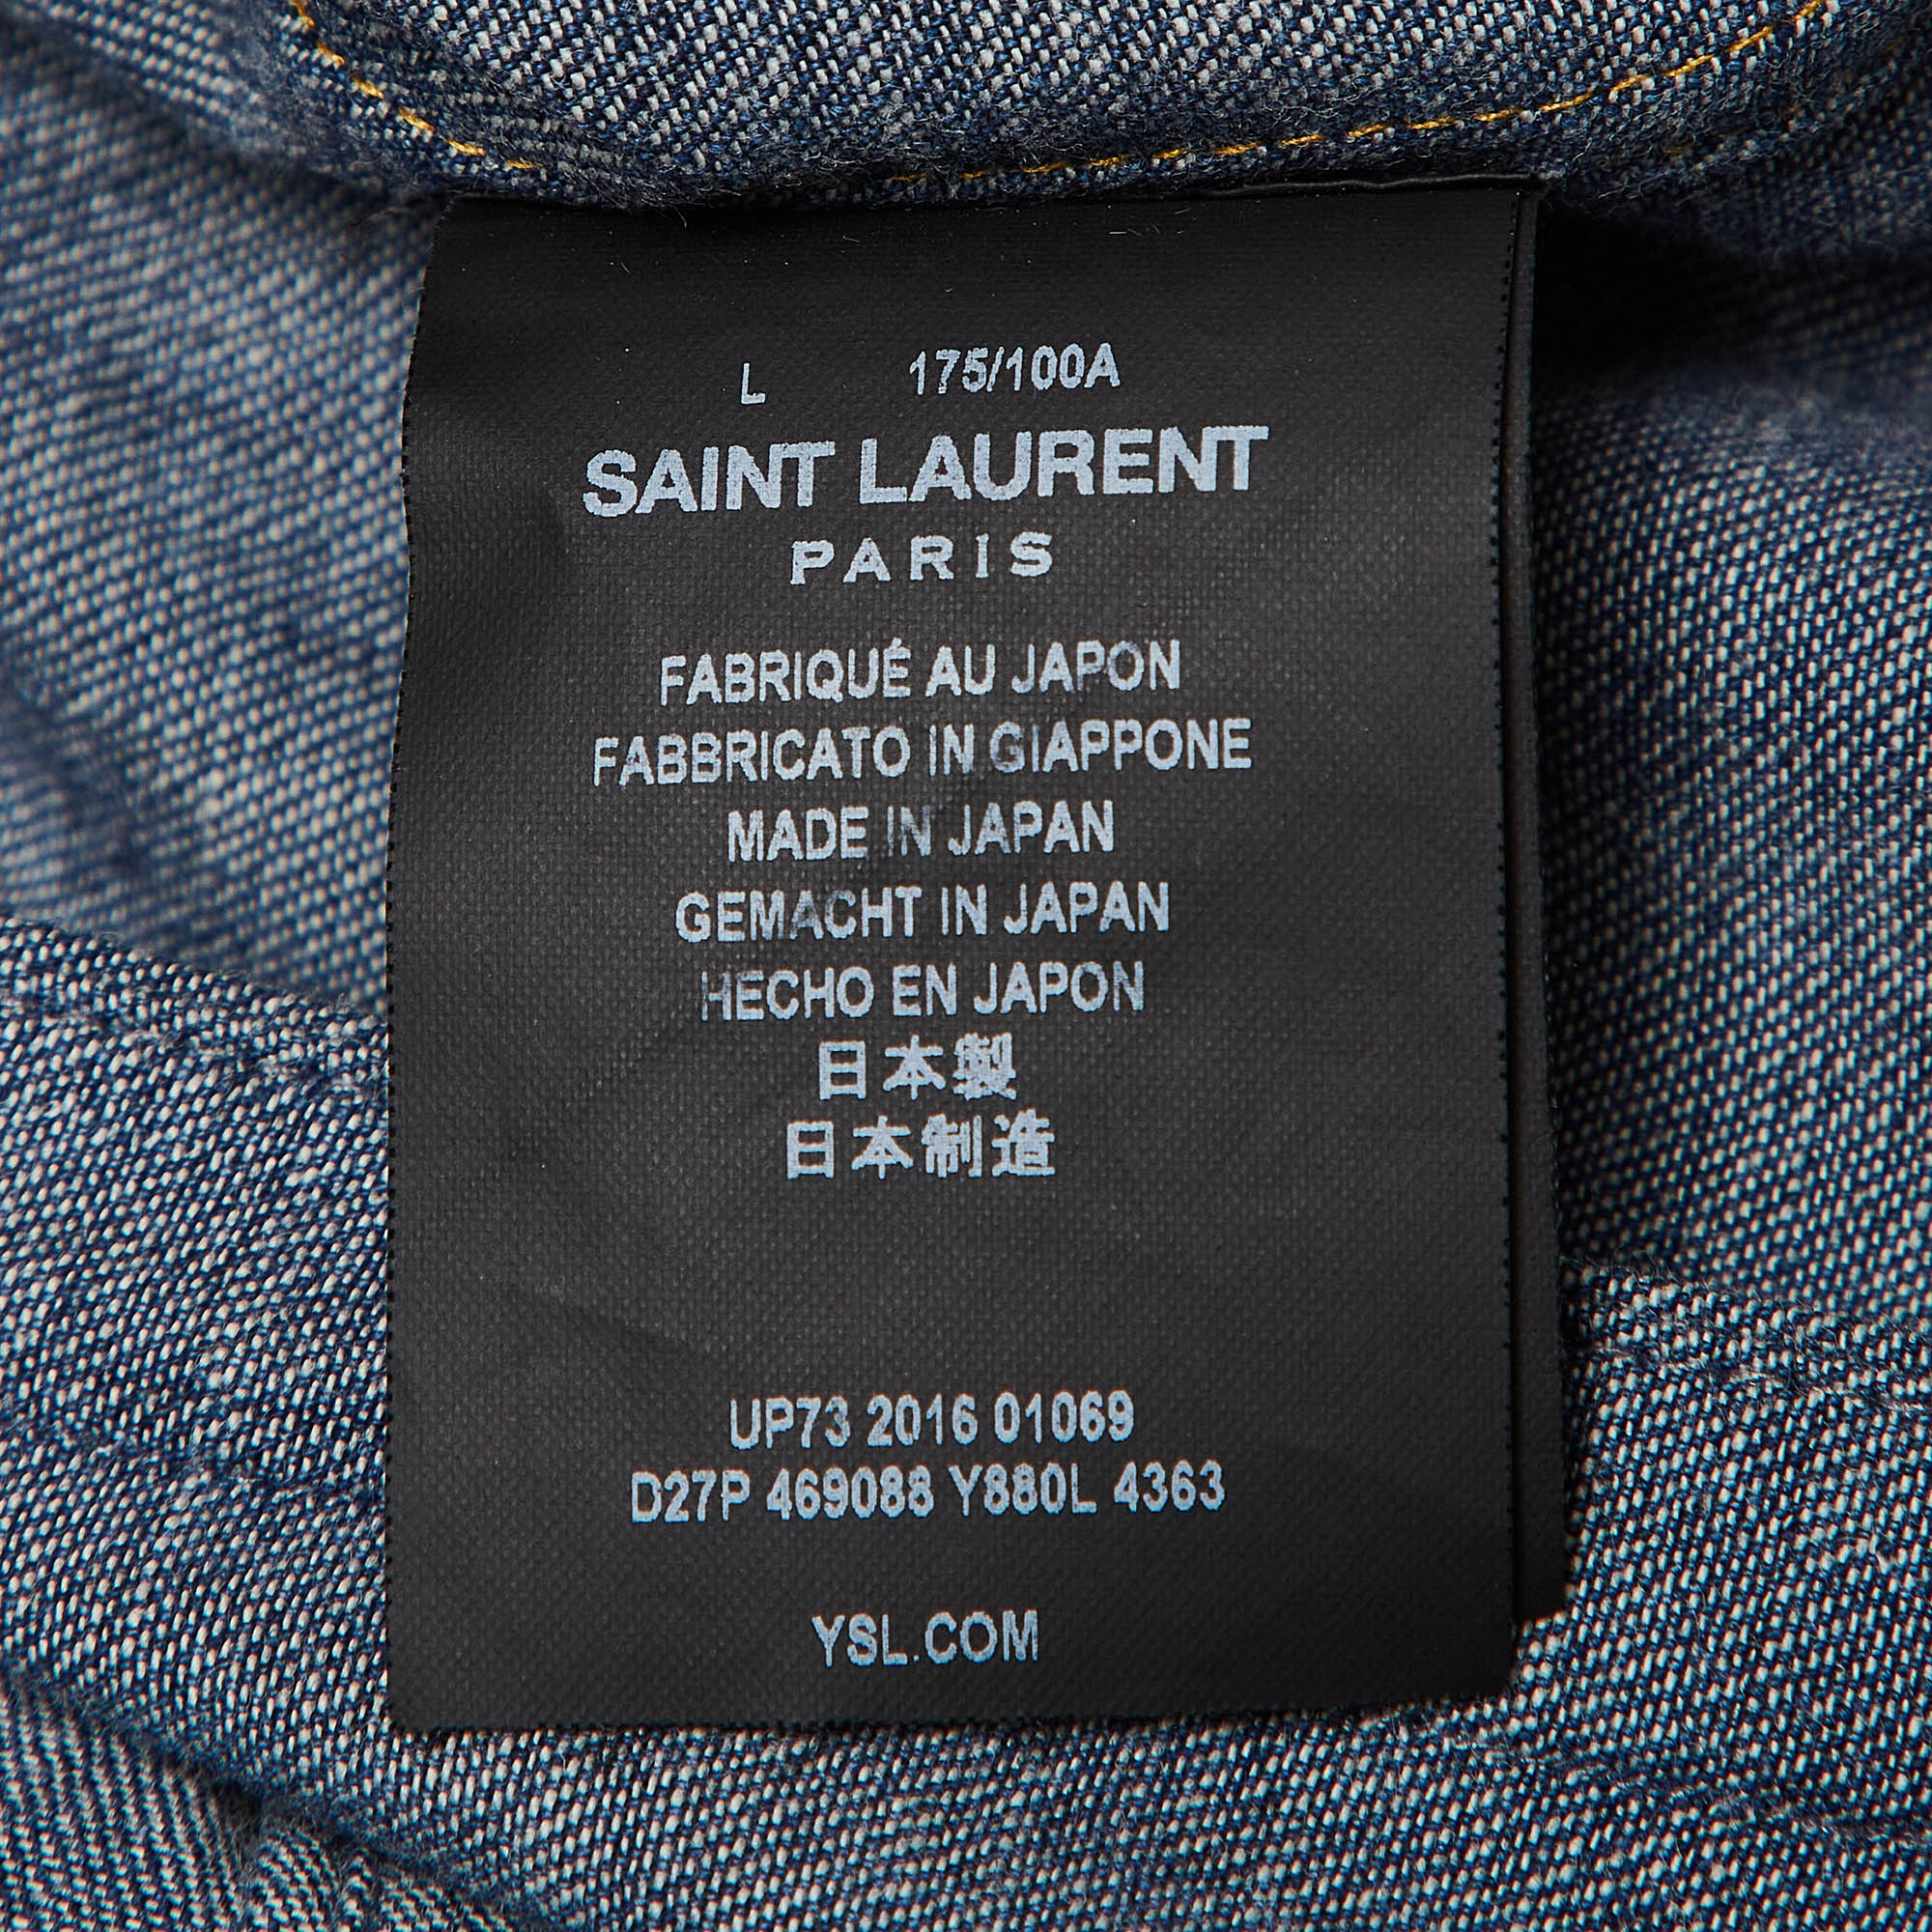 L 175/100A
SAINT LAURENT
PARIS
FABRIQUÉ AU JAPON
FABBRICATO IN GIAPPONE
MADE IN JAPAN
GEMACHT IN JAPAN
HECHO EN JAPON
日本製
日本制造
UP73 2016 01069
D27P 469088 Y880L 4363
YSL.COM